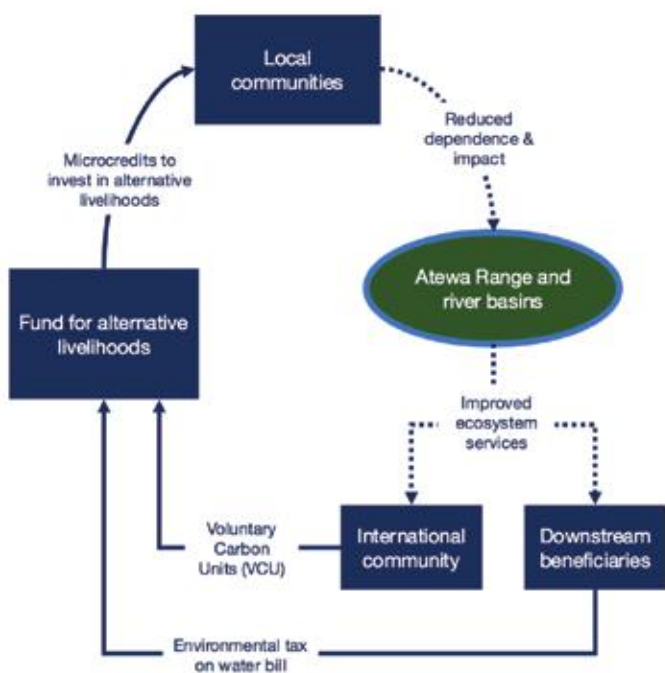 Local
communities
Reduced
dependence &
impact
Microcredits to
invest in alternative
livelihoods
Atewa Range and
river basins
Fund for alternative
livelihoods
Improved
ecosystem
services
Voluntary
Carbon
Units (VCU)
International
community
Downstream
beneficiaries
Environmental tax
on water bill